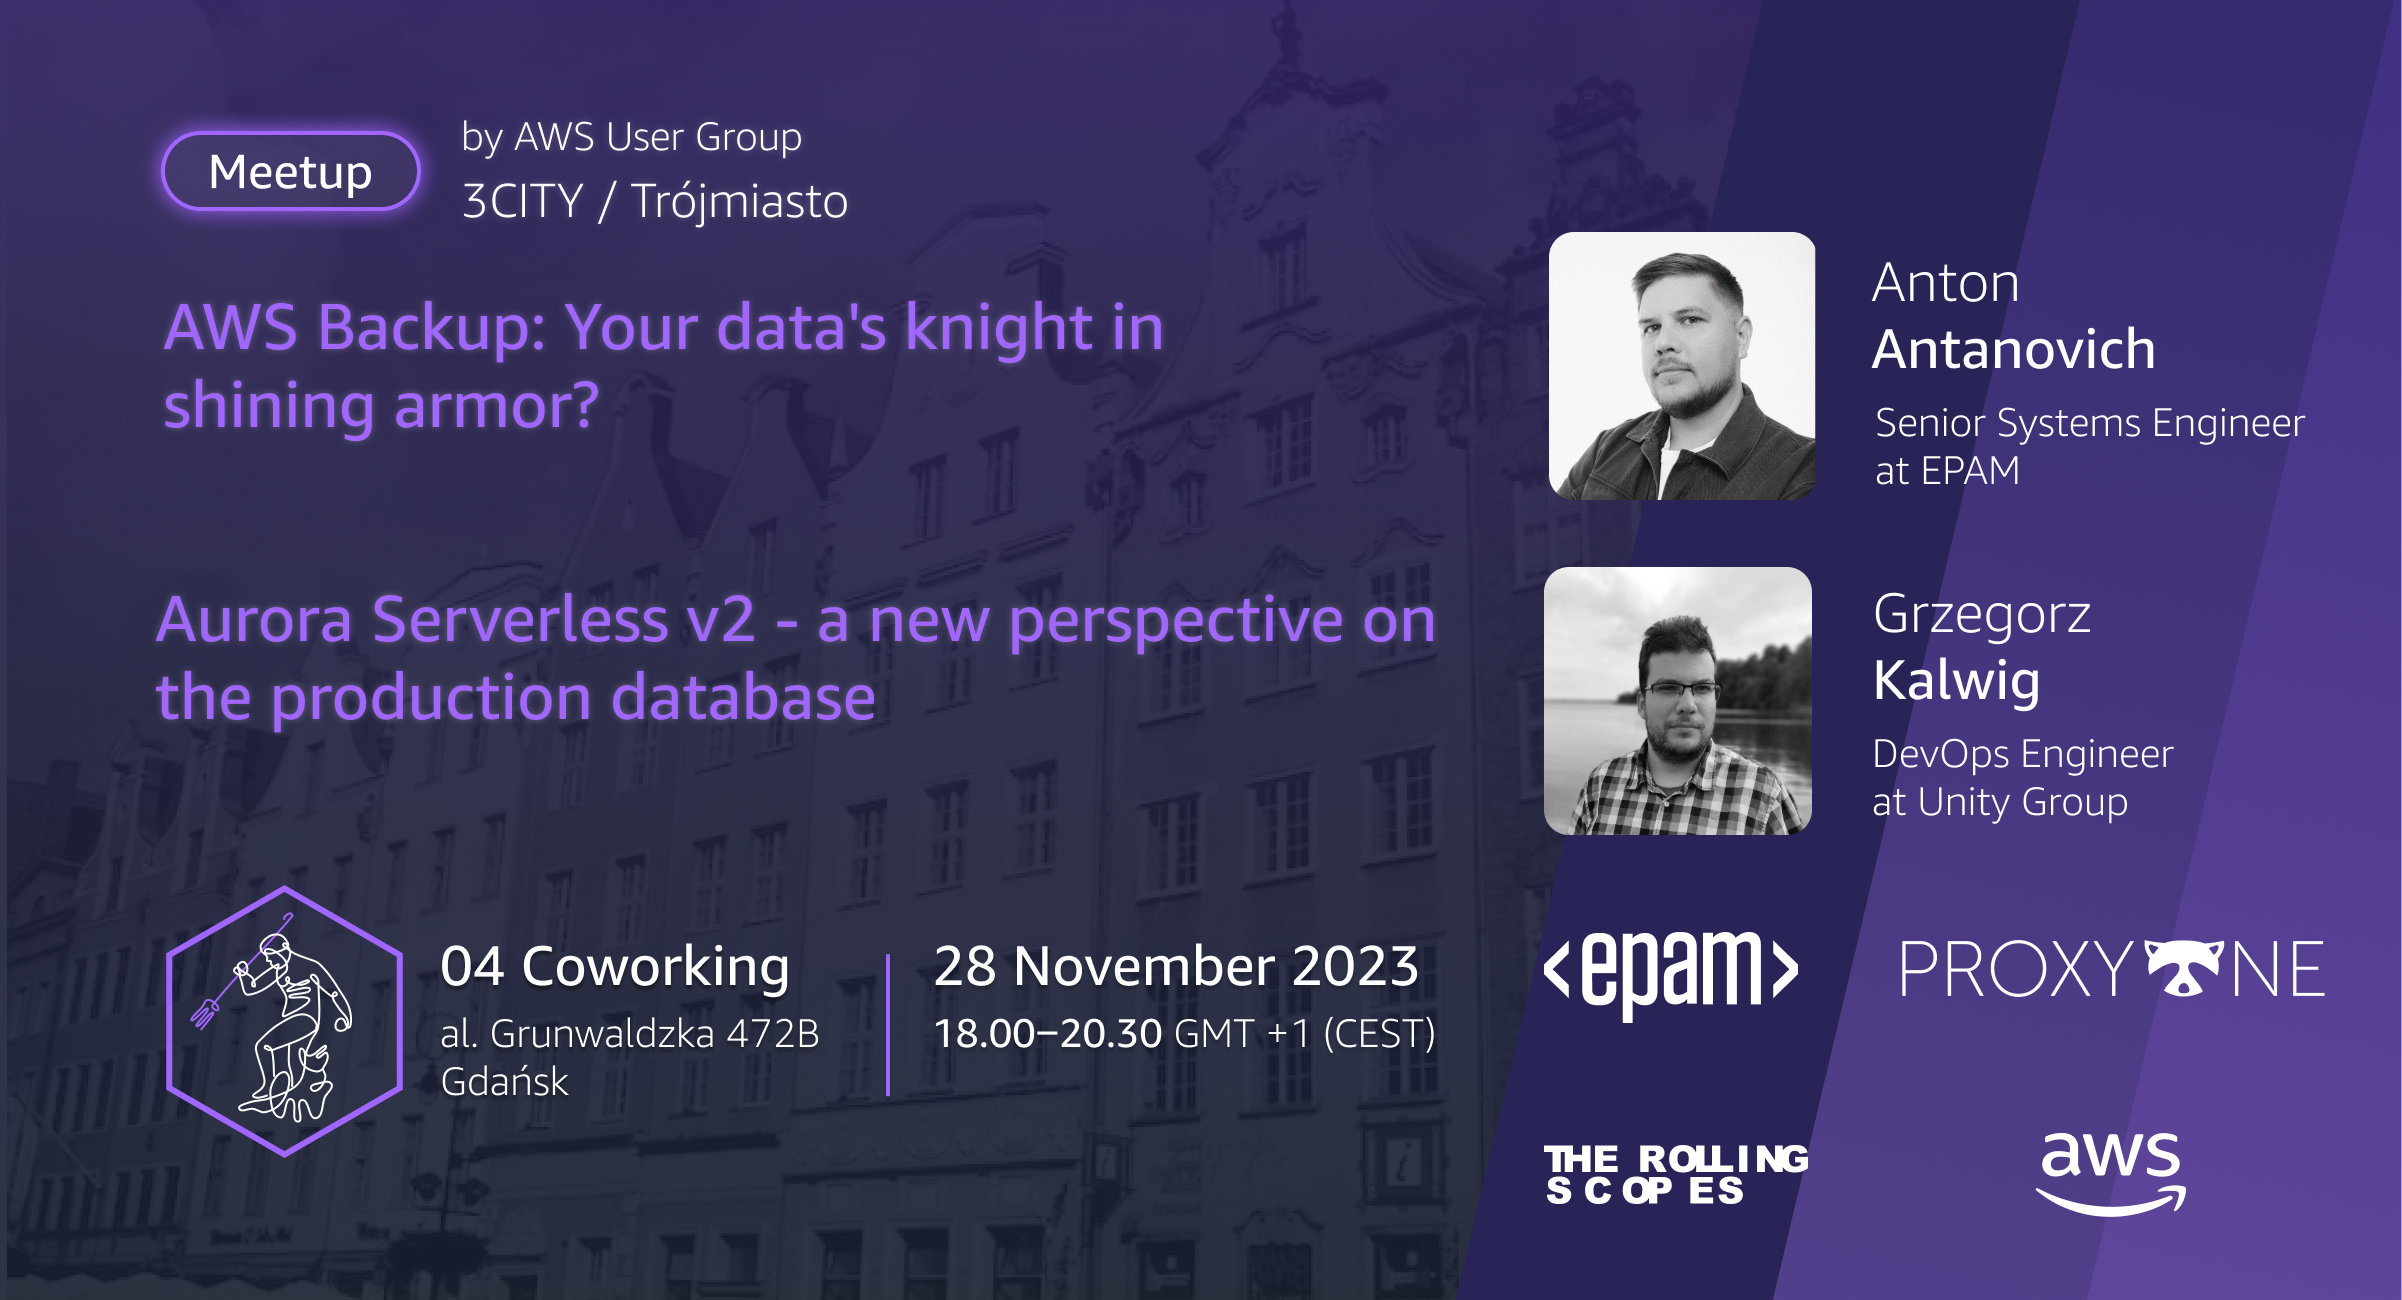 Meetup
by AWS User Group
3CITY / Trójmiasto
AWS Backup: Your data's knight in
shining armor?
Anton
Antanovich
Senior Systems Engineer
at EPAM
Aurora Serverless v2 - a new perspective on
the production database
Grzegorz
Kalwig
DevOps Engineer
at Unity Group
04 Coworking
al. Grunwaldzka 472B
Gdańsk
28 November 2023
18.00–20.30 GMT +1 (CEST)
<epam>
PROXYONE
THE ROLLING
SCOPES
aws